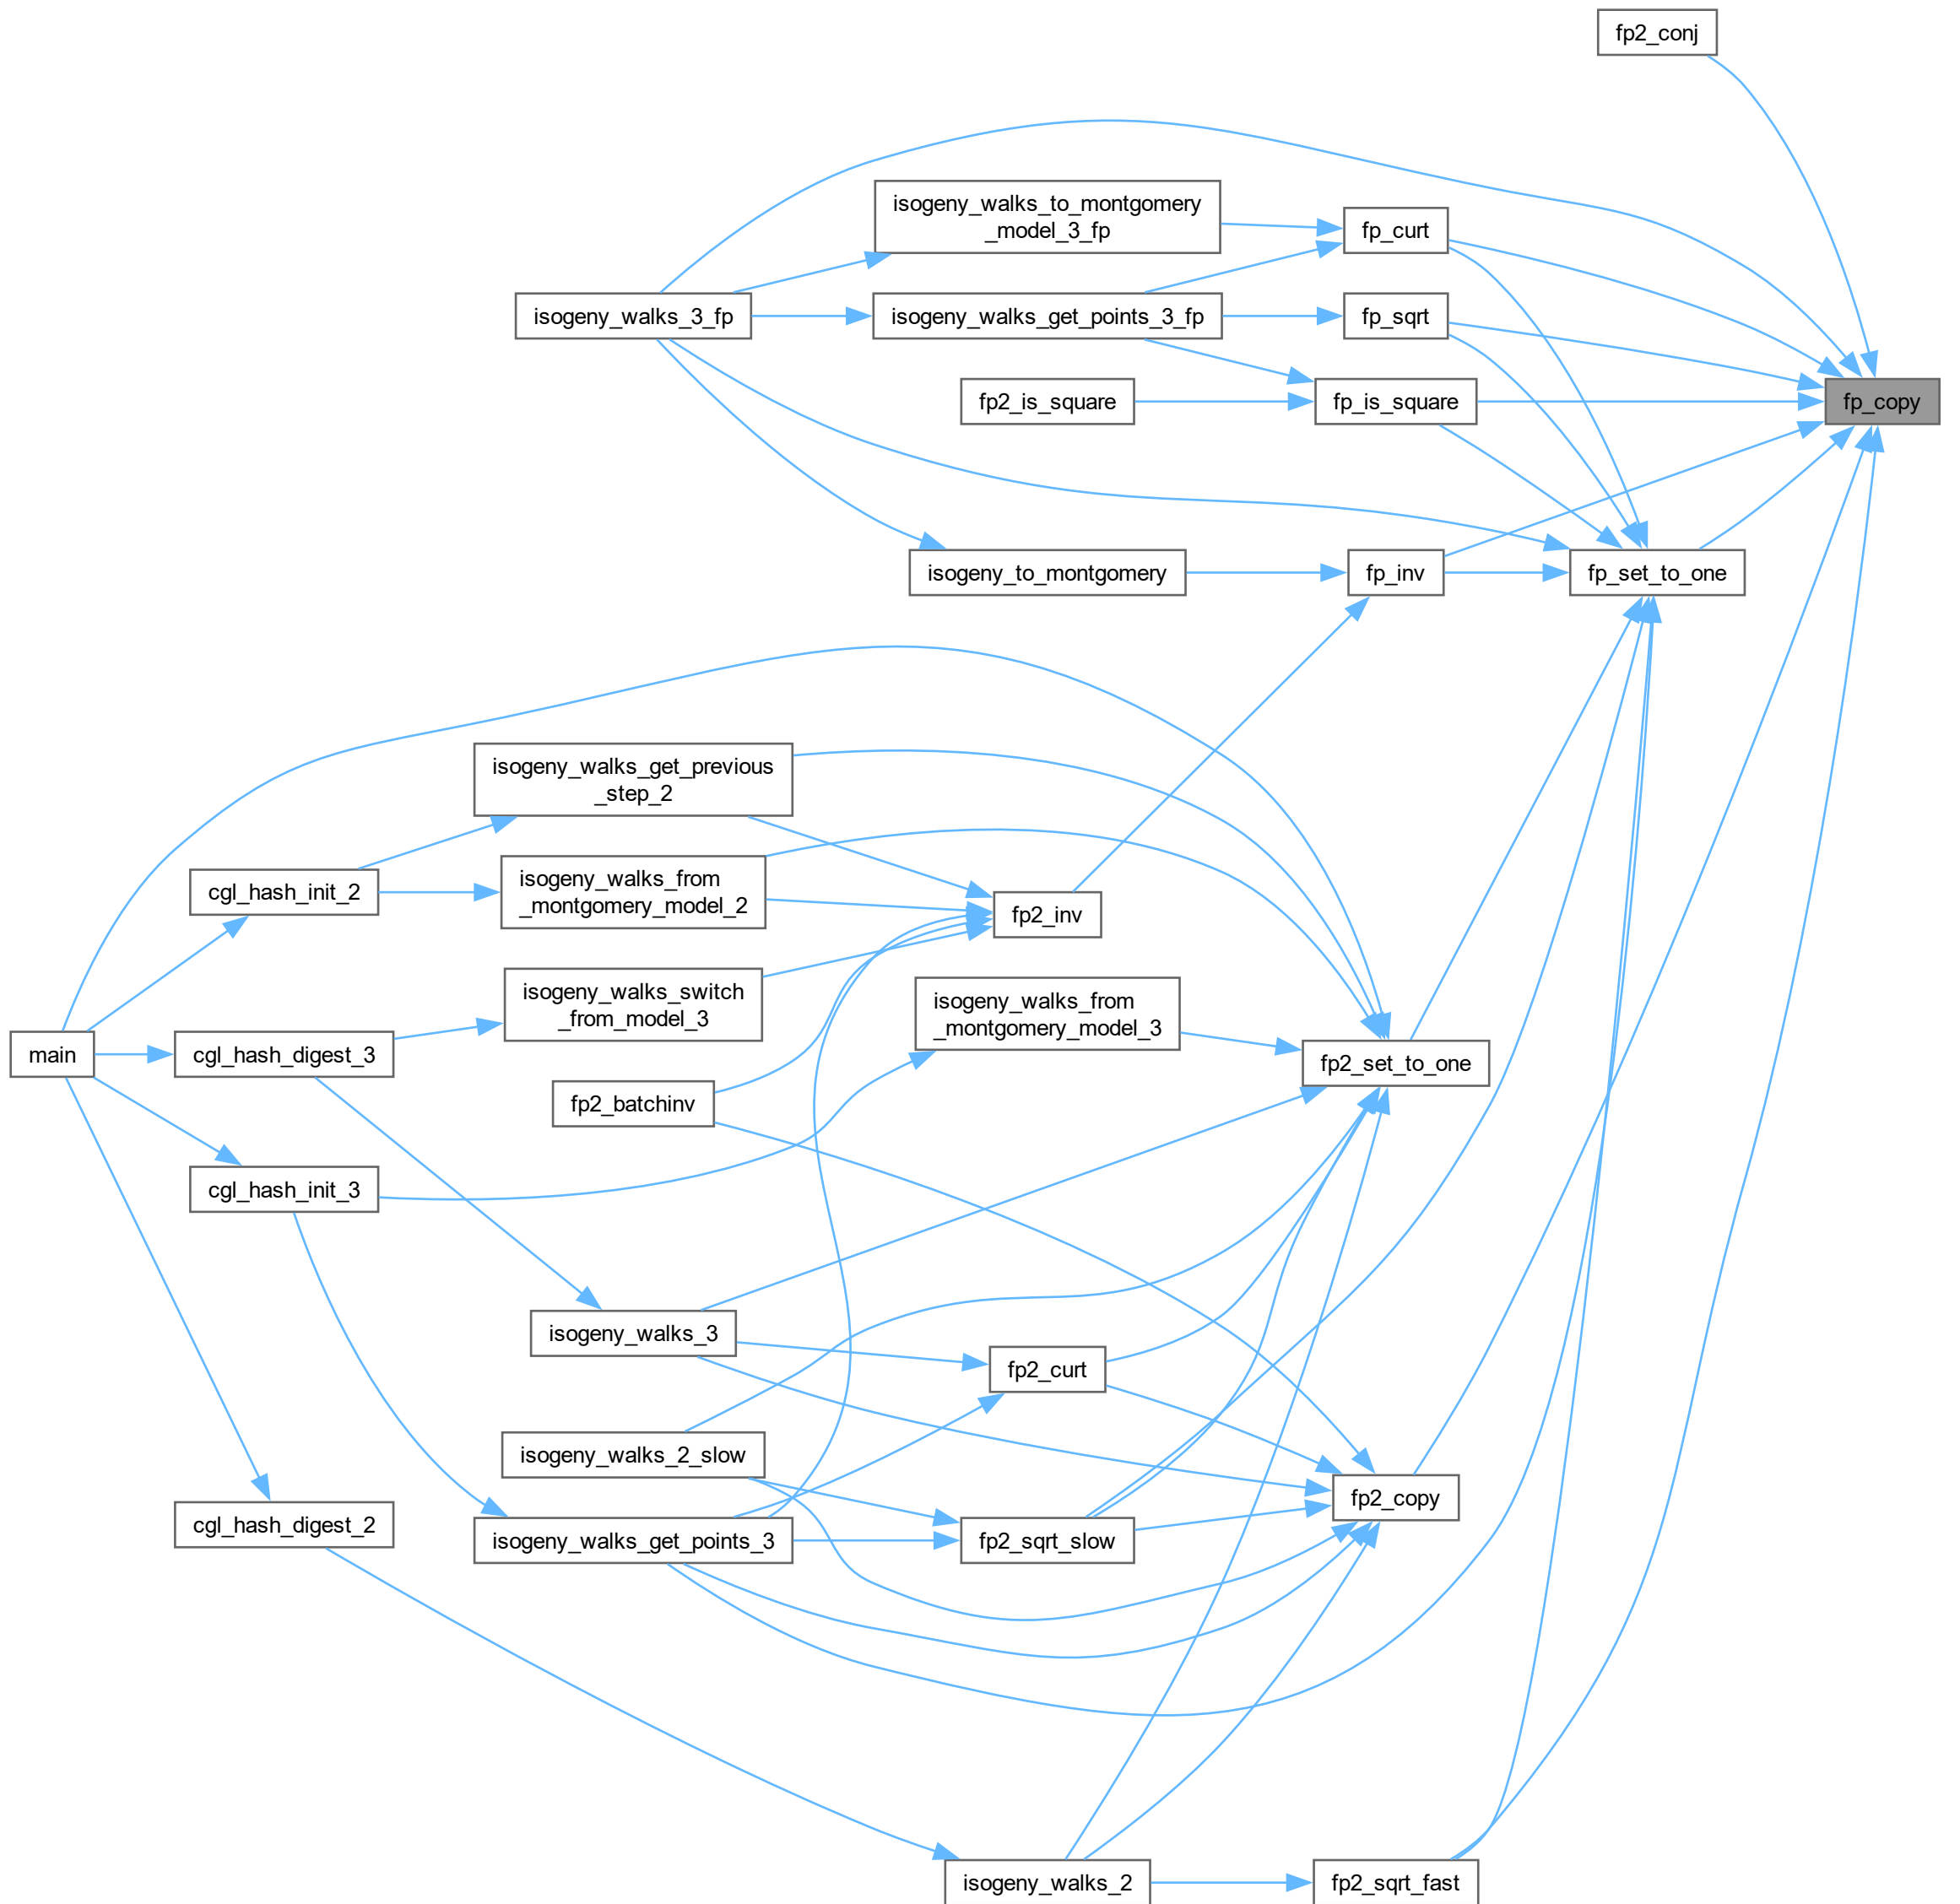 fp2_conj
isogeny_walks_to_montgomery
_model_3_fp
fp_curt
isogeny_walks_3_fp
isogeny_walks_get_points_3_fp
fp_sqrt
fp2_is_square
fp_is_square
fp_copy
isogeny_to_montgomery
fp_inv
fp_set_to_one
isogeny_walks_get_previous
_step_2
cgl_hash_init_2
isogeny_walks_from
_montgomery_model_2
fp2_inv
isogeny_walks_switch
_from_model_3
isogeny_walks_from
_montgomery_model_3
main
cgl_hash_digest_3
fp2_set_to_one
fp2_batchinv
cgl_hash_init_3
isogeny_walks_3
fp2_curt
isogeny_walks_2_slow
fp2_copy
cgl_hash_digest_2
isogeny_walks_get_points_3
fp2_sqrt_slow
isogeny_walks_2
fp2_sqrt_fast